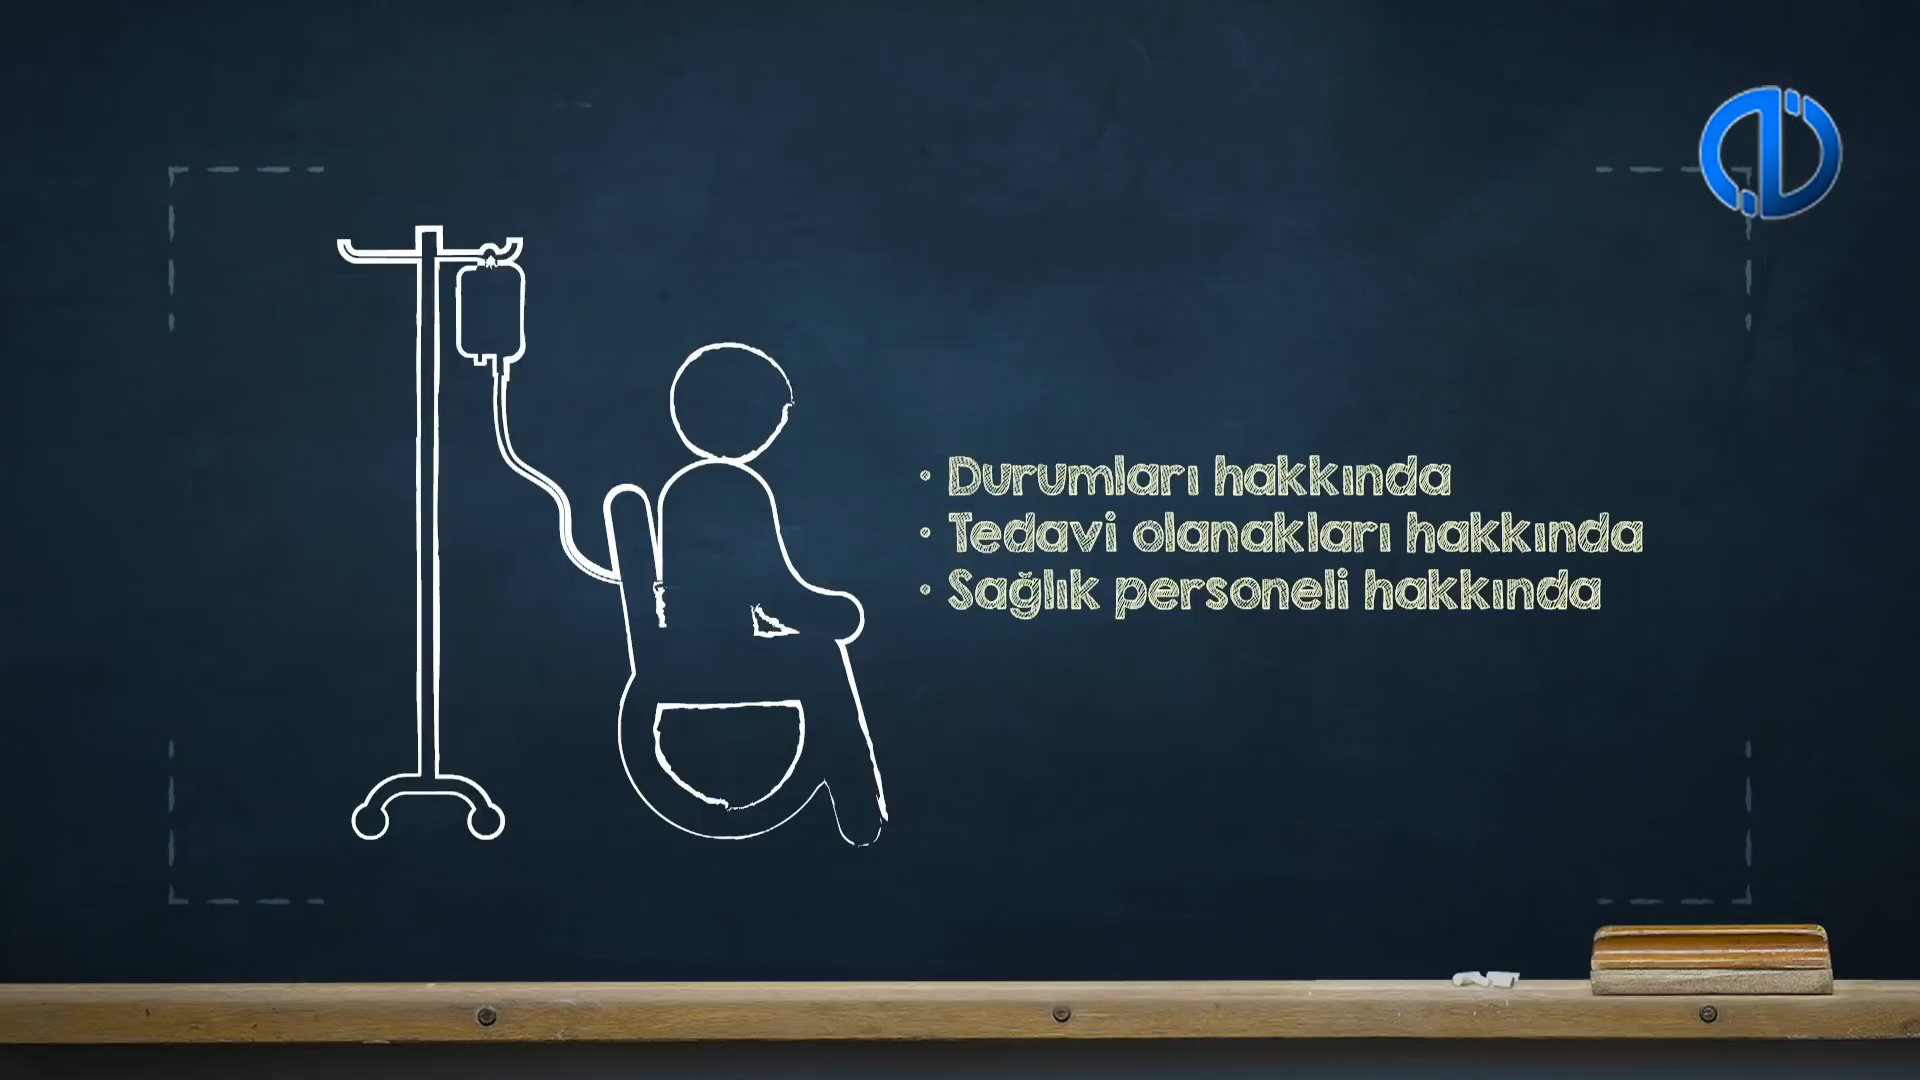 • Durumları hakkında
• Tedavi olanakları hakkında
• Sağlık personeli hakkında